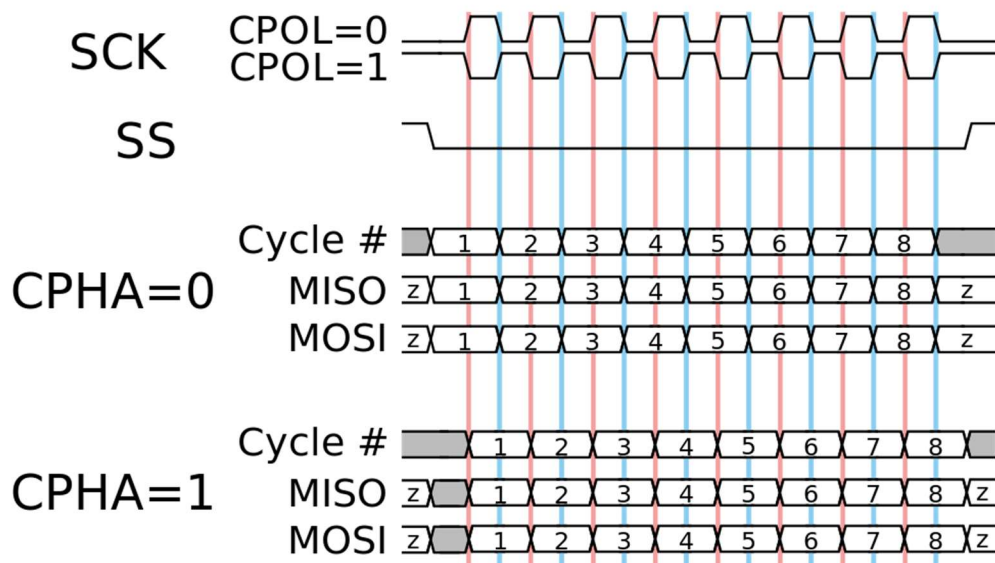 SCK CPOL=0
CPOL=1
SS
CPHA=0
Cycle # 1 2 3 4 5 6 7 8
MISO z 1 2 3 4 5 6 7 8 z
MOSI z 1 2 3 4 5 6 7 8 z
CPHA=1
Cycle # 1 2 3 4 5 6 7 8
MISO z 1 2 3 4 5 6 7 8 z
MOSI z 1 2 3 4 5 6 7 8 z